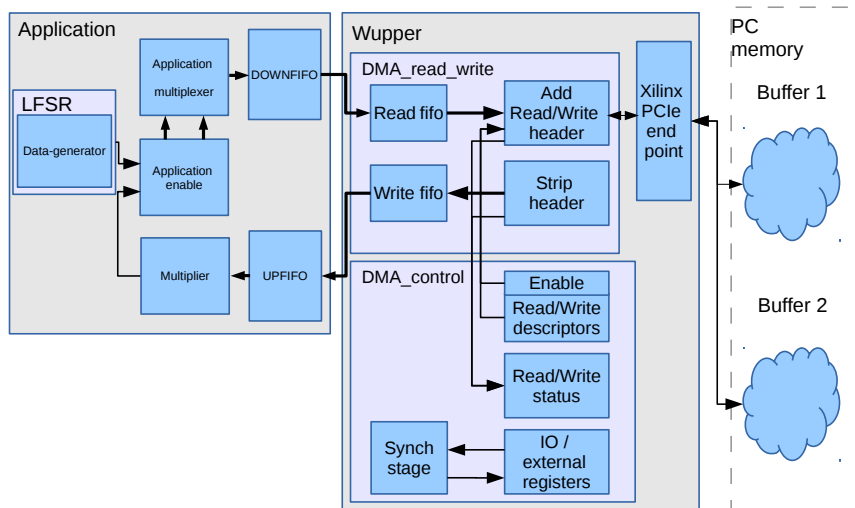 Application
Application
multiplexer
DOWNFIFO
LFSR
Data-generator
Application
enable
Multiplier
UPFIFO
Wupper
DMA_read_write
Read fifo
Add
Read/Write
header
Write fifo
Strip
header
Xilinx
PCIe
end
point
DMA_control
Enable
Read/Write
descriptors
Read/Write
status
Synch
stage
IO /
external
registers
PC
memory
Buffer 1
Buffer 2